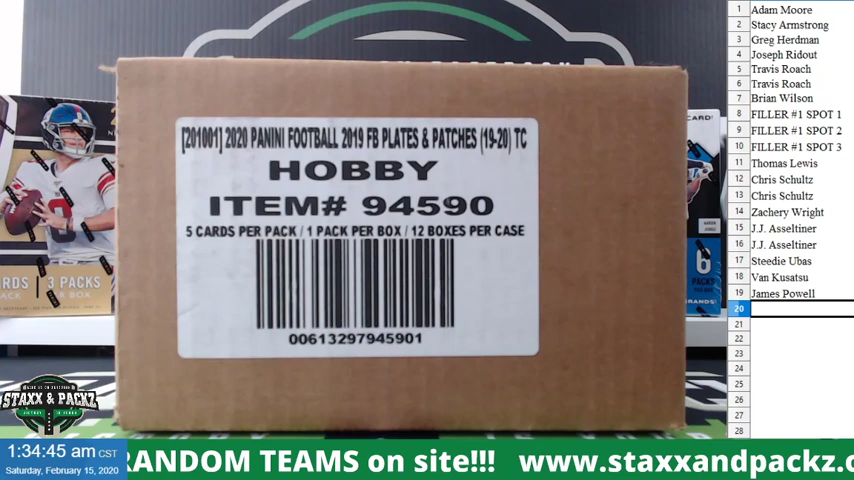 [201001] 2020 PANINI FOOTBALL 2019 FB PLATES & PATCHES (19-20) TC
HOBBY
ITEM# 94590
5 CARDS PER PACK / 1 PACK PER BOX / 12 BOXES PER CASE
00613297945901
3 PACKS
CARD!
6
PACKS
1 Adam Moore
2 Stacy Armstrong
3 Greg Herdman
4 Joseph Ridout
5 Travis Roach
6 Travis Roach
7 Brian Wilson
8 FILLER #1 SPOT 1
9 FILLER #1 SPOT 2
10 FILLER #1 SPOT 3
11 Thomas Lewis
12 Chris Schultz
13 Chris Schultz
14 Zachery Wright
15 J.J. Asseltiner
16 J.J. Asseltiner
17 Steedie Ubas
18 Van Kusatsu
19 James Powell
20
21
22
23
24
25
26
27
28
STAXX & PACKZ
1:34:45 am CST
Saturday, February 15, 2020
RANDOM TEAMS on site!!! www.staxxandpackz.c